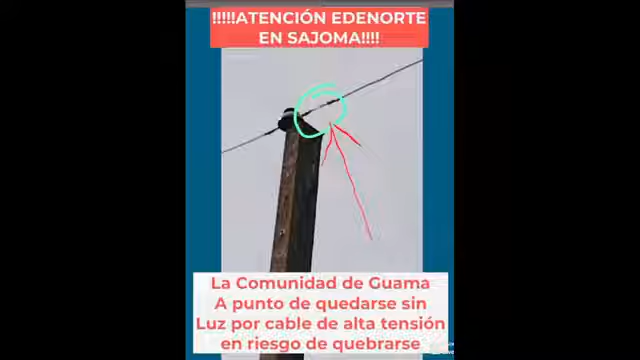 !!!!!ATENCIÓN EDENORTE
EN SAJOMA!!!!
La Comunidad de Guama
A punto de quedarse sin
Luz por cable de alta tensión
en riesgo de quebrarse